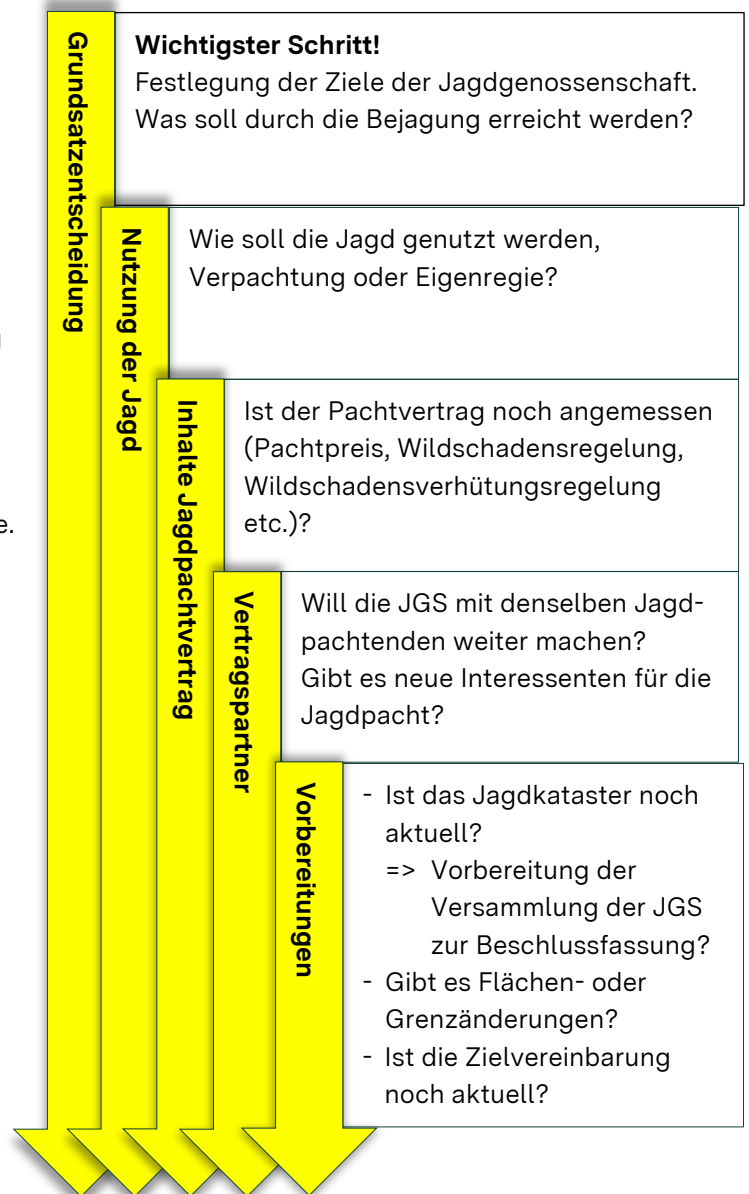 Grundsatzentscheidung
Wichtigster Schritt!
Festlegung der Ziele der Jagdgenossenschaft.
Was soll durch die Bejagung erreicht werden?
Nutzung der Jagd
Wie soll die Jagd genutzt werden,
Verpachtung oder Eigenregie?
Inhalte Jagdpachtvertrag
Ist der Pachtvertrag noch angemessen
(Pachtpreis, Wildschadensregelung,
Wildschadensverhütungsregelung
etc.)?
e.
Vertragspartner
Will die JGS mit denselben Jagd-
pachtenden weiter machen?
Gibt es neue Interessenten für die
Jagdpacht?
Vorbereitungen
- Ist das Jagdkataster noch
aktuell?
=> Vorbereitung der
Versammlung der JGS
zur Beschlussfassung?
- Gibt es Flächen- oder
Grenzänderungen?
- Ist die Zielvereinbarung
noch aktuell?